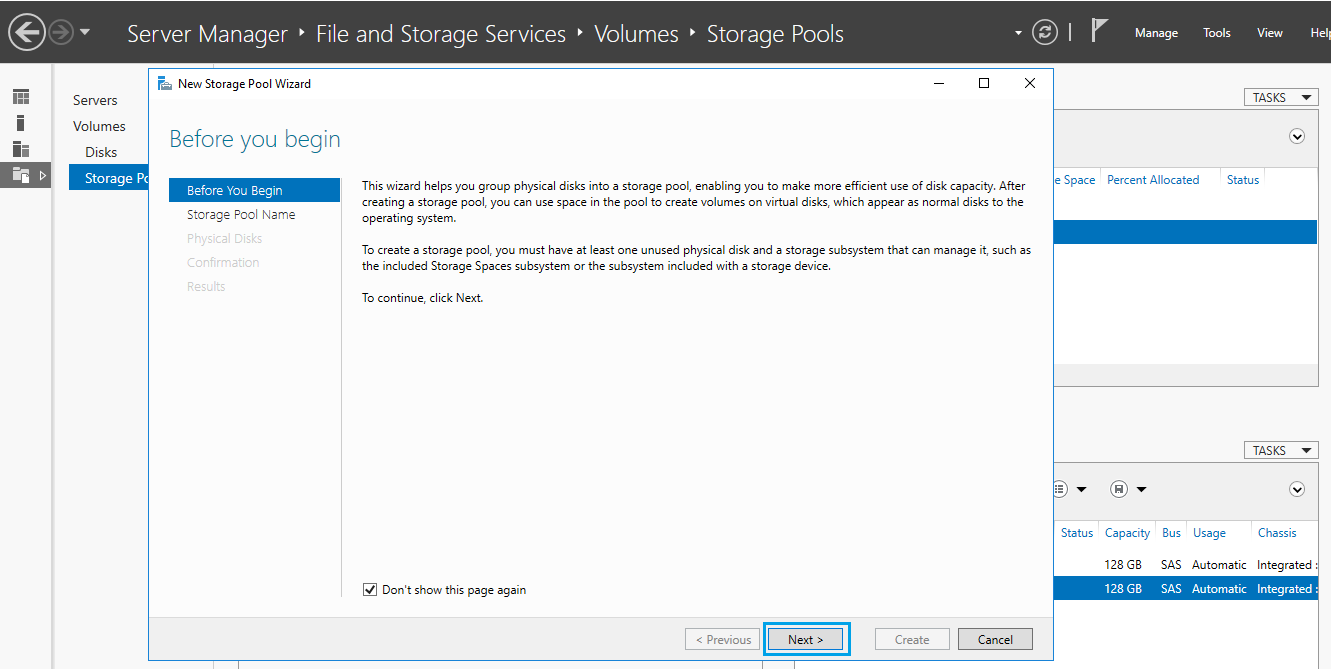 Server Manager ‣ File and Storage Services ‣ Volumes ‣ Storage Pools
Manage Tools View
Servers
Volumes
Disks
Storage
New Storage Pool Wizard
Before you begin
Before You Begin
Storage Pool Name
Physical Disks
Confirmation
Results
This wizard helps you group physical disks into a storage pool, enabling you to make more efficient use of disk capacity. After
creating a storage pool, you can use space in the pool to create volumes on virtual disks, which appear as normal disks to the
operating system.
To create a storage pool, you must have at least one unused physical disk and a storage subsystem that can manage it, such as
the included Storage Spaces subsystem or the subsystem included with a storage device.
To continue, click Next.
Don't show this page again
< Previous Next > Create Cancel
TASKS
Space Percent Allocated Status
TASKS
Status Capacity Bus Usage Chassis
128 GB SAS Automatic Integrated
128 GB SAS Automatic Integrated